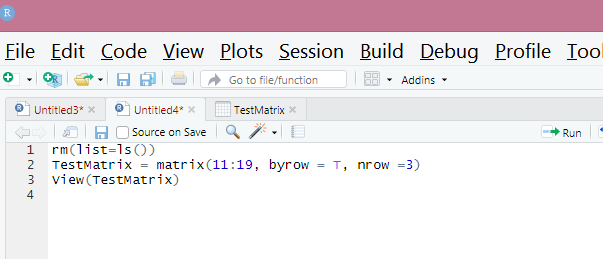 R
File Edit Code View Plots Session Build Debug Profile Tool
Go to file/function Addins
Untitled3* Untitled4* TestMatrix
Source on Save Run
1 rm(list=ls())
2 TestMatrix = matrix(11:19, byrow = T, nrow =3)
3 View(TestMatrix)
4